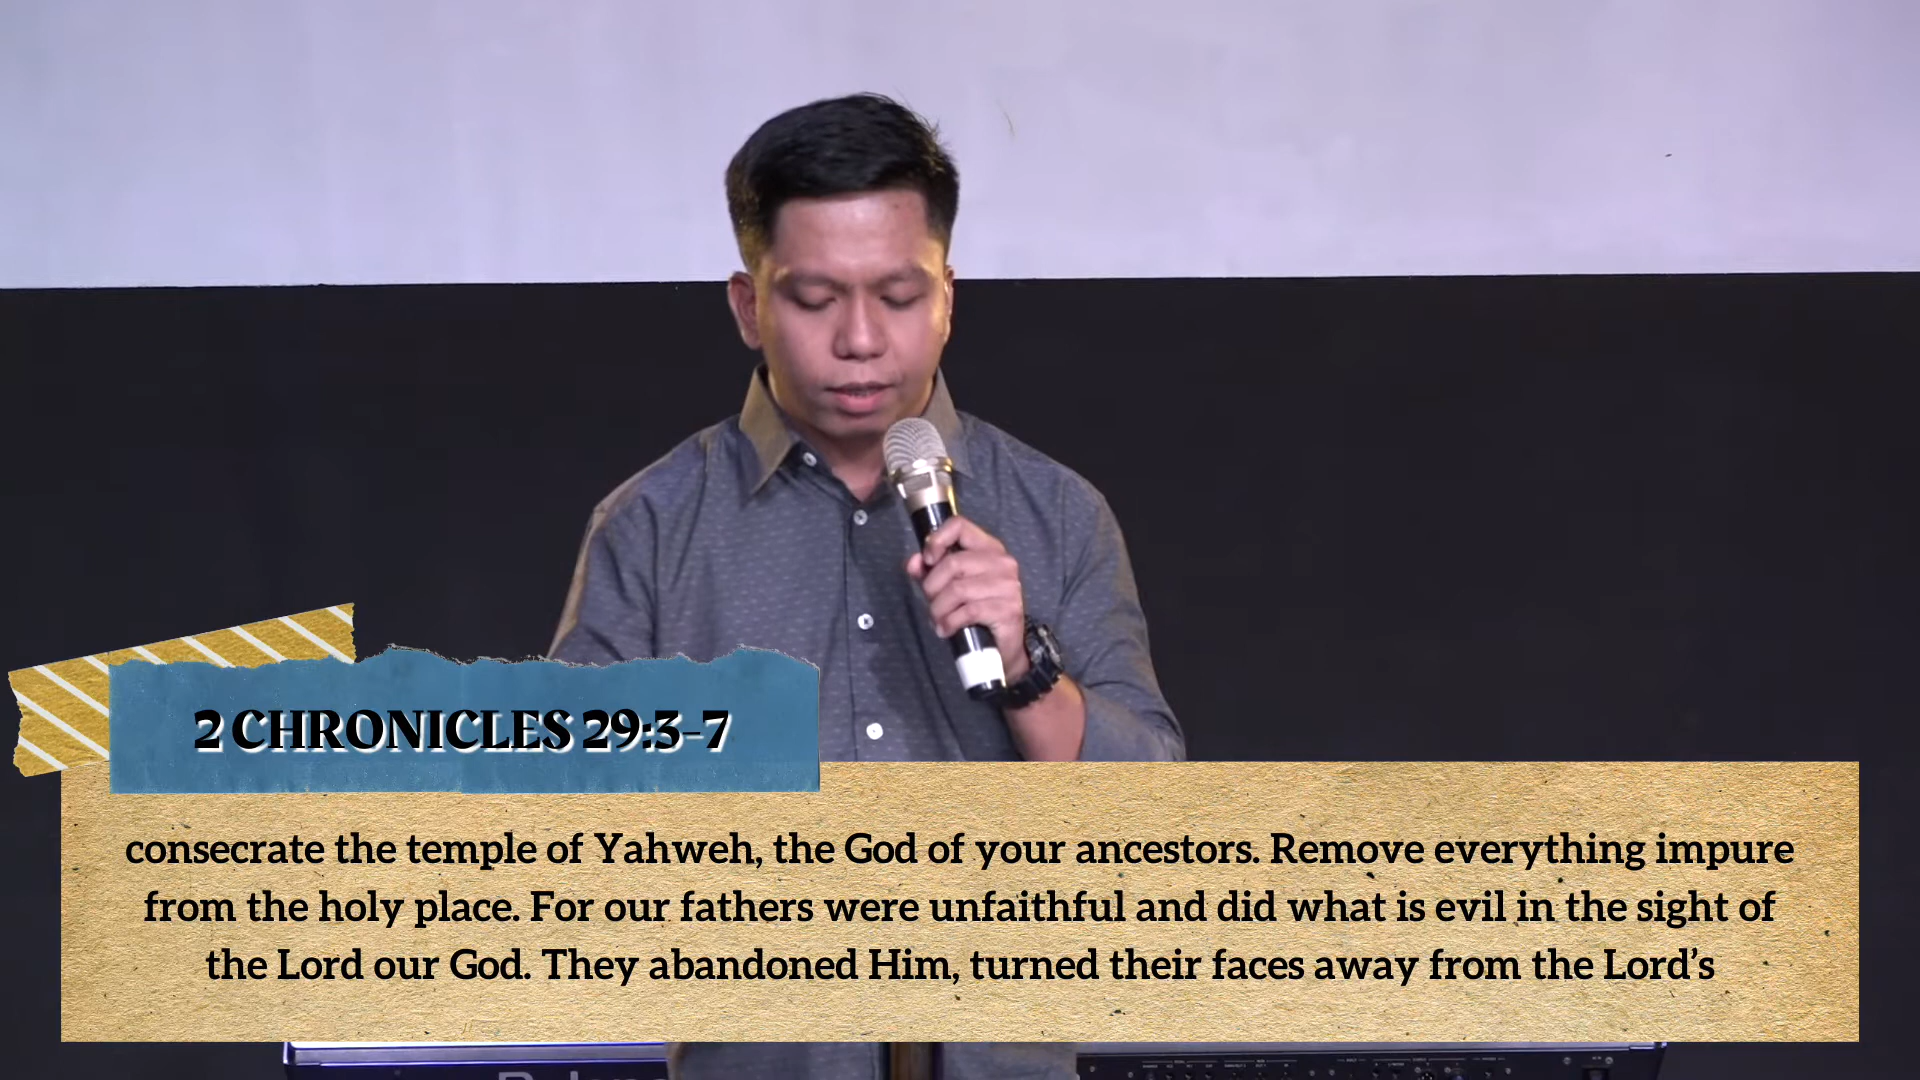 2 CHRONICLES 29:3-7
consecrate the temple of Yahweh, the God of your ancestors. Remove everything impure
from the holy place. For our fathers were unfaithful and did what is evil in the sight of
the Lord our God. They abandoned Him, turned their faces away from the Lord’s